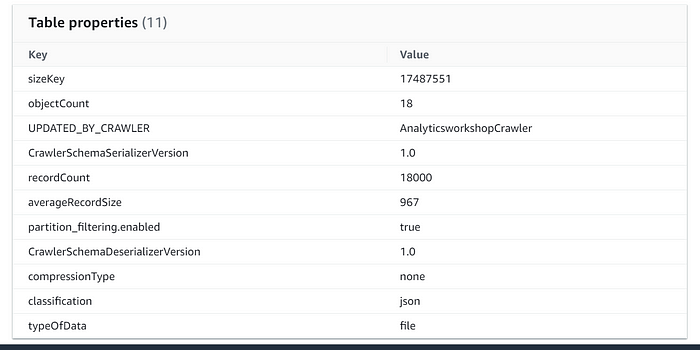 Table properties (11)
Key Value
sizeKey 17487551
objectCount 18
UPDATED_BY_CRAWLER AnalyticsworkshopCrawler
CrawlerSchemaSerializerVersion 1.0
recordCount 18000
averageRecordSize 967
partition_filtering.enabled true
CrawlerSchemaDeserializerVersion 1.0
compressionType none
classification json
typeOfData file